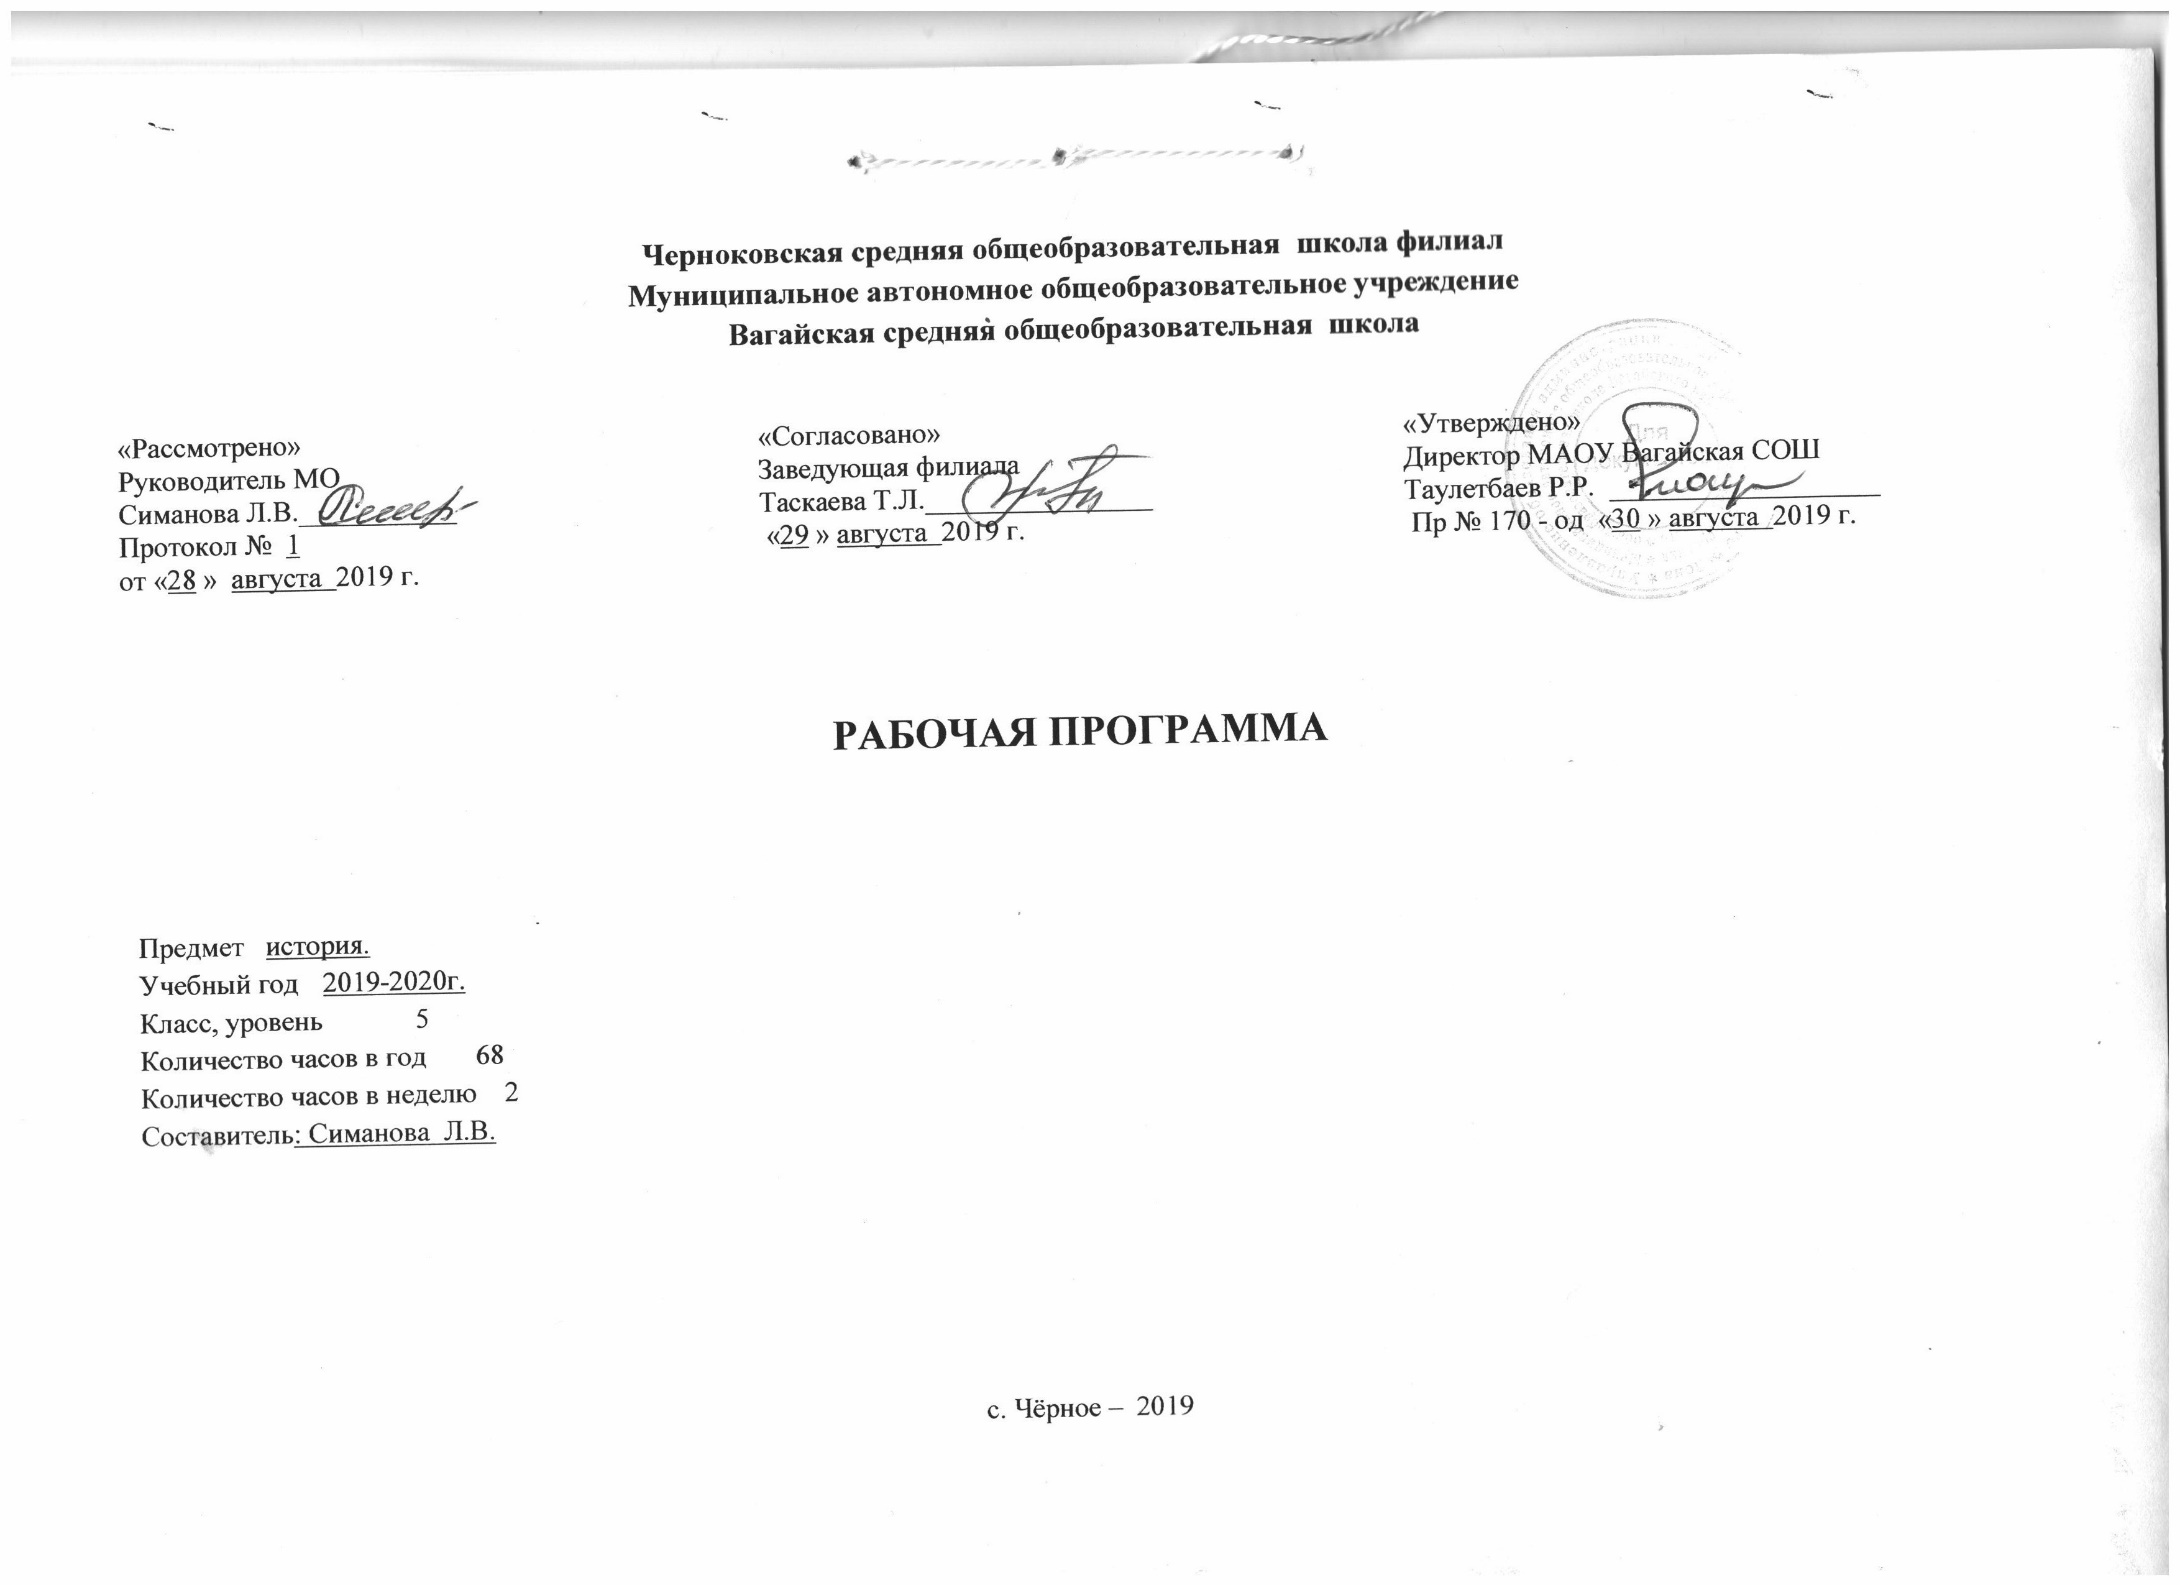 Черноковская средняя общеобразовательная школа филиал
Муниципальное автономное общеобразовательное учреждение
Вагайская средняя общеобразовательная школа
«Рассмотрено»
Руководитель МО
Симанова Л.В.
Протокол № 1
от «28 » августа 2019 г.
«Согласовано»
Заведующая филиала
Таскаева Т.Л.
«29 » августа 2019 г.
«Утверждено»
Директор МАОУ Вагайская СОШ
Таулетбаев Р.Р.
Пр № 170 - од «30 » августа 2019 г.
Для
РАБОЧАЯ ПРОГРАММА
Предмет история.
Учебный год 2019-2020г.
Класс, уровень 5
Количество часов в год 68
Количество часов в неделю 2
Составитель: Симанова Л.В.
с. Чёрное – 2019